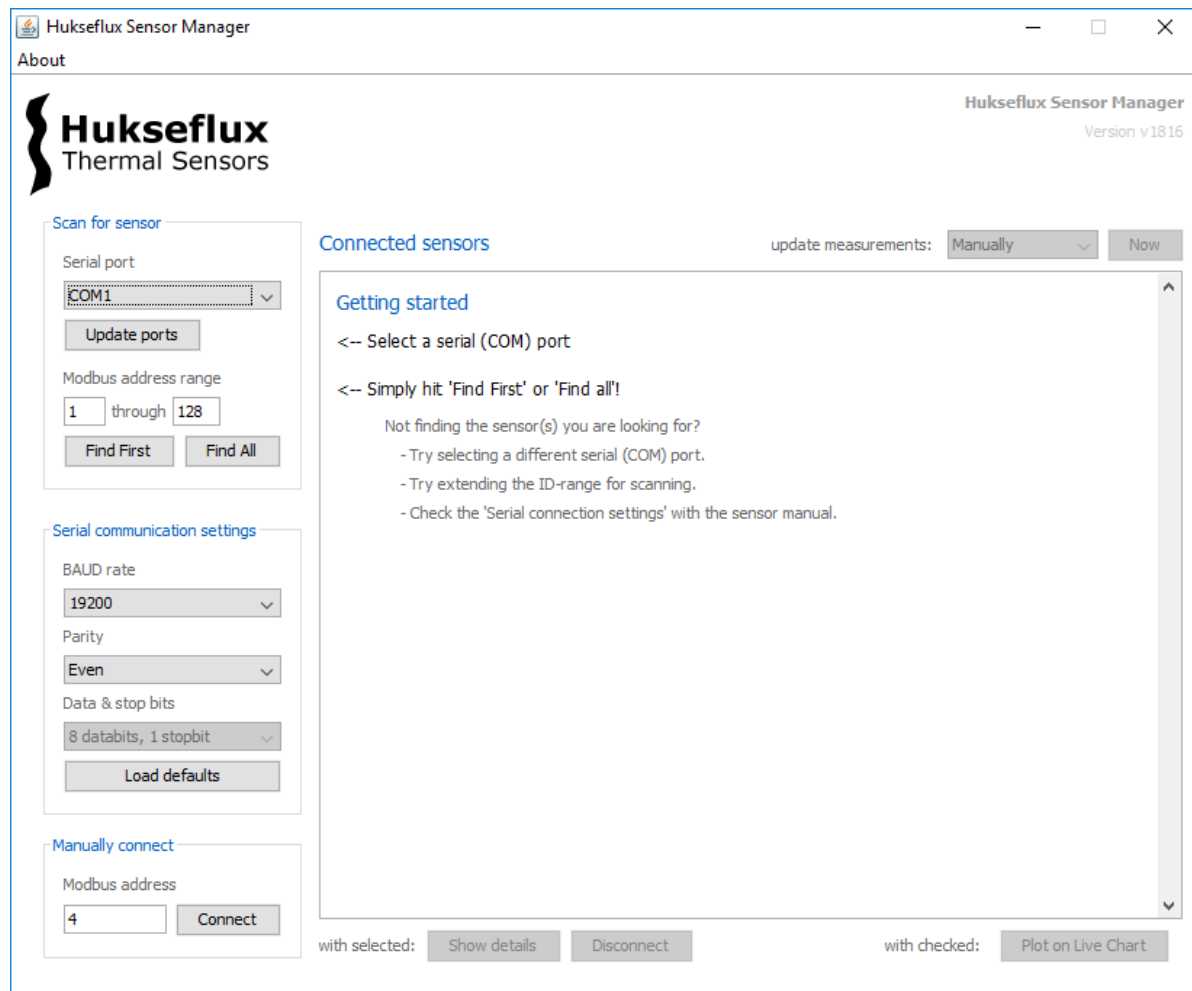 Hukseflux Sensor Manager
About
Hukseflux Sensor Manager
Version v1816
Hukseflux
Thermal Sensors
Scan for sensor
Serial port
COM1
Update ports
Modbus address range
1 through 128
Find First Find All
Serial communication settings
BAUD rate
19200
Parity
Even
Data & stop bits
8 databits, 1 stopbit
Load defaults
Manually connect
Modbus address
4 Connect
Connected sensors update measurements: Manually Now
Getting started
<-- Select a serial (COM) port
<-- Simply hit 'Find First' or 'Find all'!
Not finding the sensor(s) you are looking for?
- Try selecting a different serial (COM) port.
- Try extending the ID-range for scanning.
- Check the 'Serial connection settings' with the sensor manual.
with selected: Show details Disconnect with checked: Plot on Live Chart